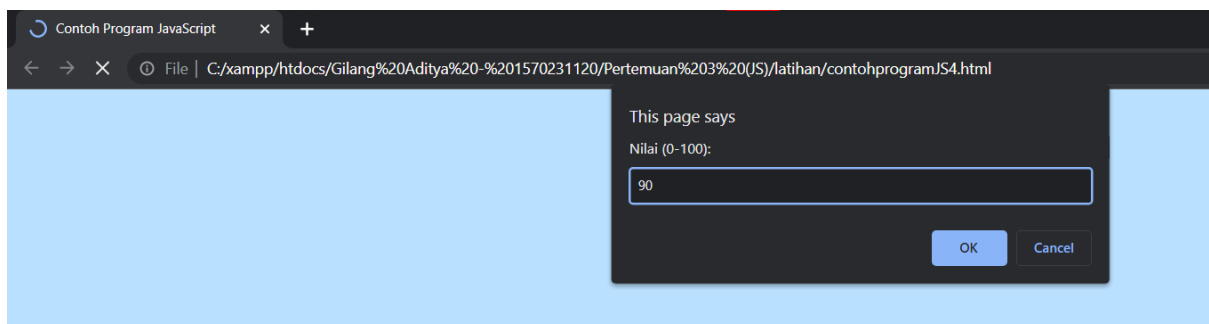 Contoh Program JavaScript
File | C:/xampp/htdocs/Gilang%20Aditya%20-%201570231120/Pertemuan%203%20(JS)/latihan/contohprogramJS4.html
This page says
Nilai (0-100):
90
OK Cancel